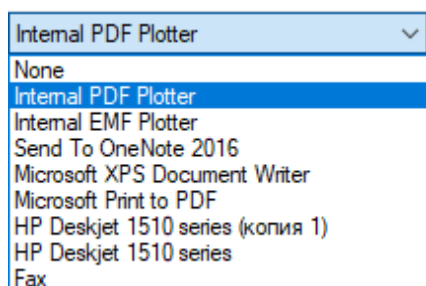 Internal PDF Plotter
None
Internal PDF Plotter
Internal EMF Plotter
Send To OneNote 2016
Microsoft XPS Document Writer
Microsoft Print to PDF
HP Deskjet 1510 series (копия 1)
HP Deskjet 1510 series
Fax